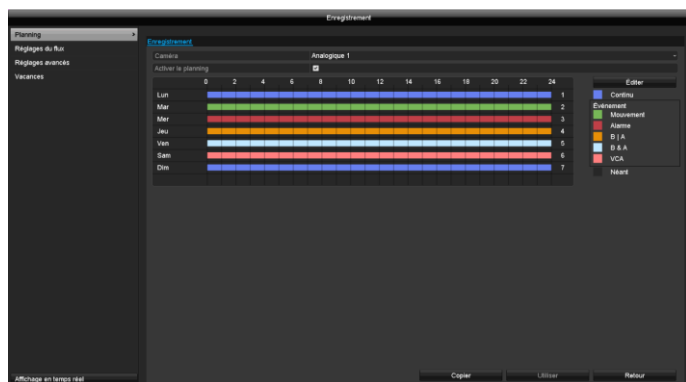 Enregistrement
Planning >
Réglages du flux
Réglages avancés
Vacances
Enregistrement
Caméra Analogique 1
Activer le planning
0 2 4 6 8 10 12 14 16 18 20 22 24
Lun 1
Mar 2
Mer 3
Jeu 4
Ven 5
Sam 6
Dim 7
Éditer
Continu
Événement
Mouvement
Alarme
B | A
B & A
VCA
Néant
Affichage en temps réel
Copier
Utiliser
Retour